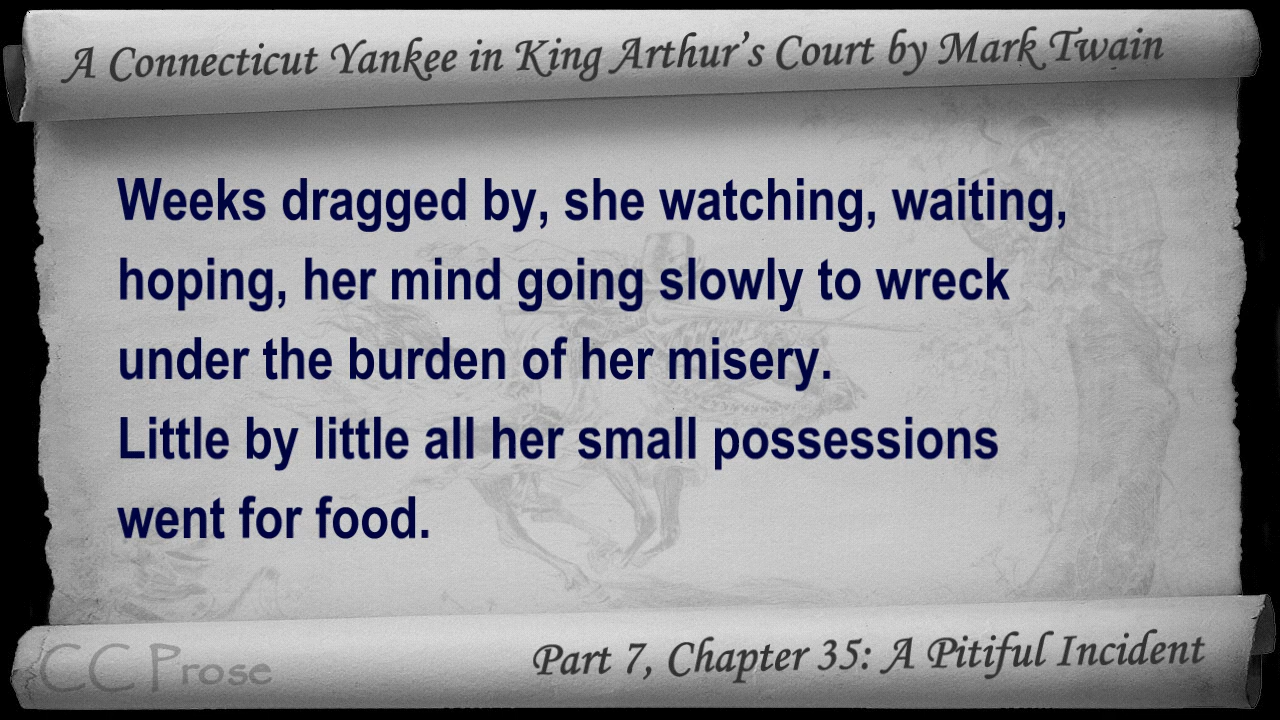 A Connecticut Yankee in King Arthur's Court by Mark Twain
Weeks dragged by, she watching, waiting,
hoping, her mind going slowly to wreck
under the burden of her misery.
Little by little all her small possessions
went for food.
CC Prose
Part 7, Chapter 35: A Pitiful Incident